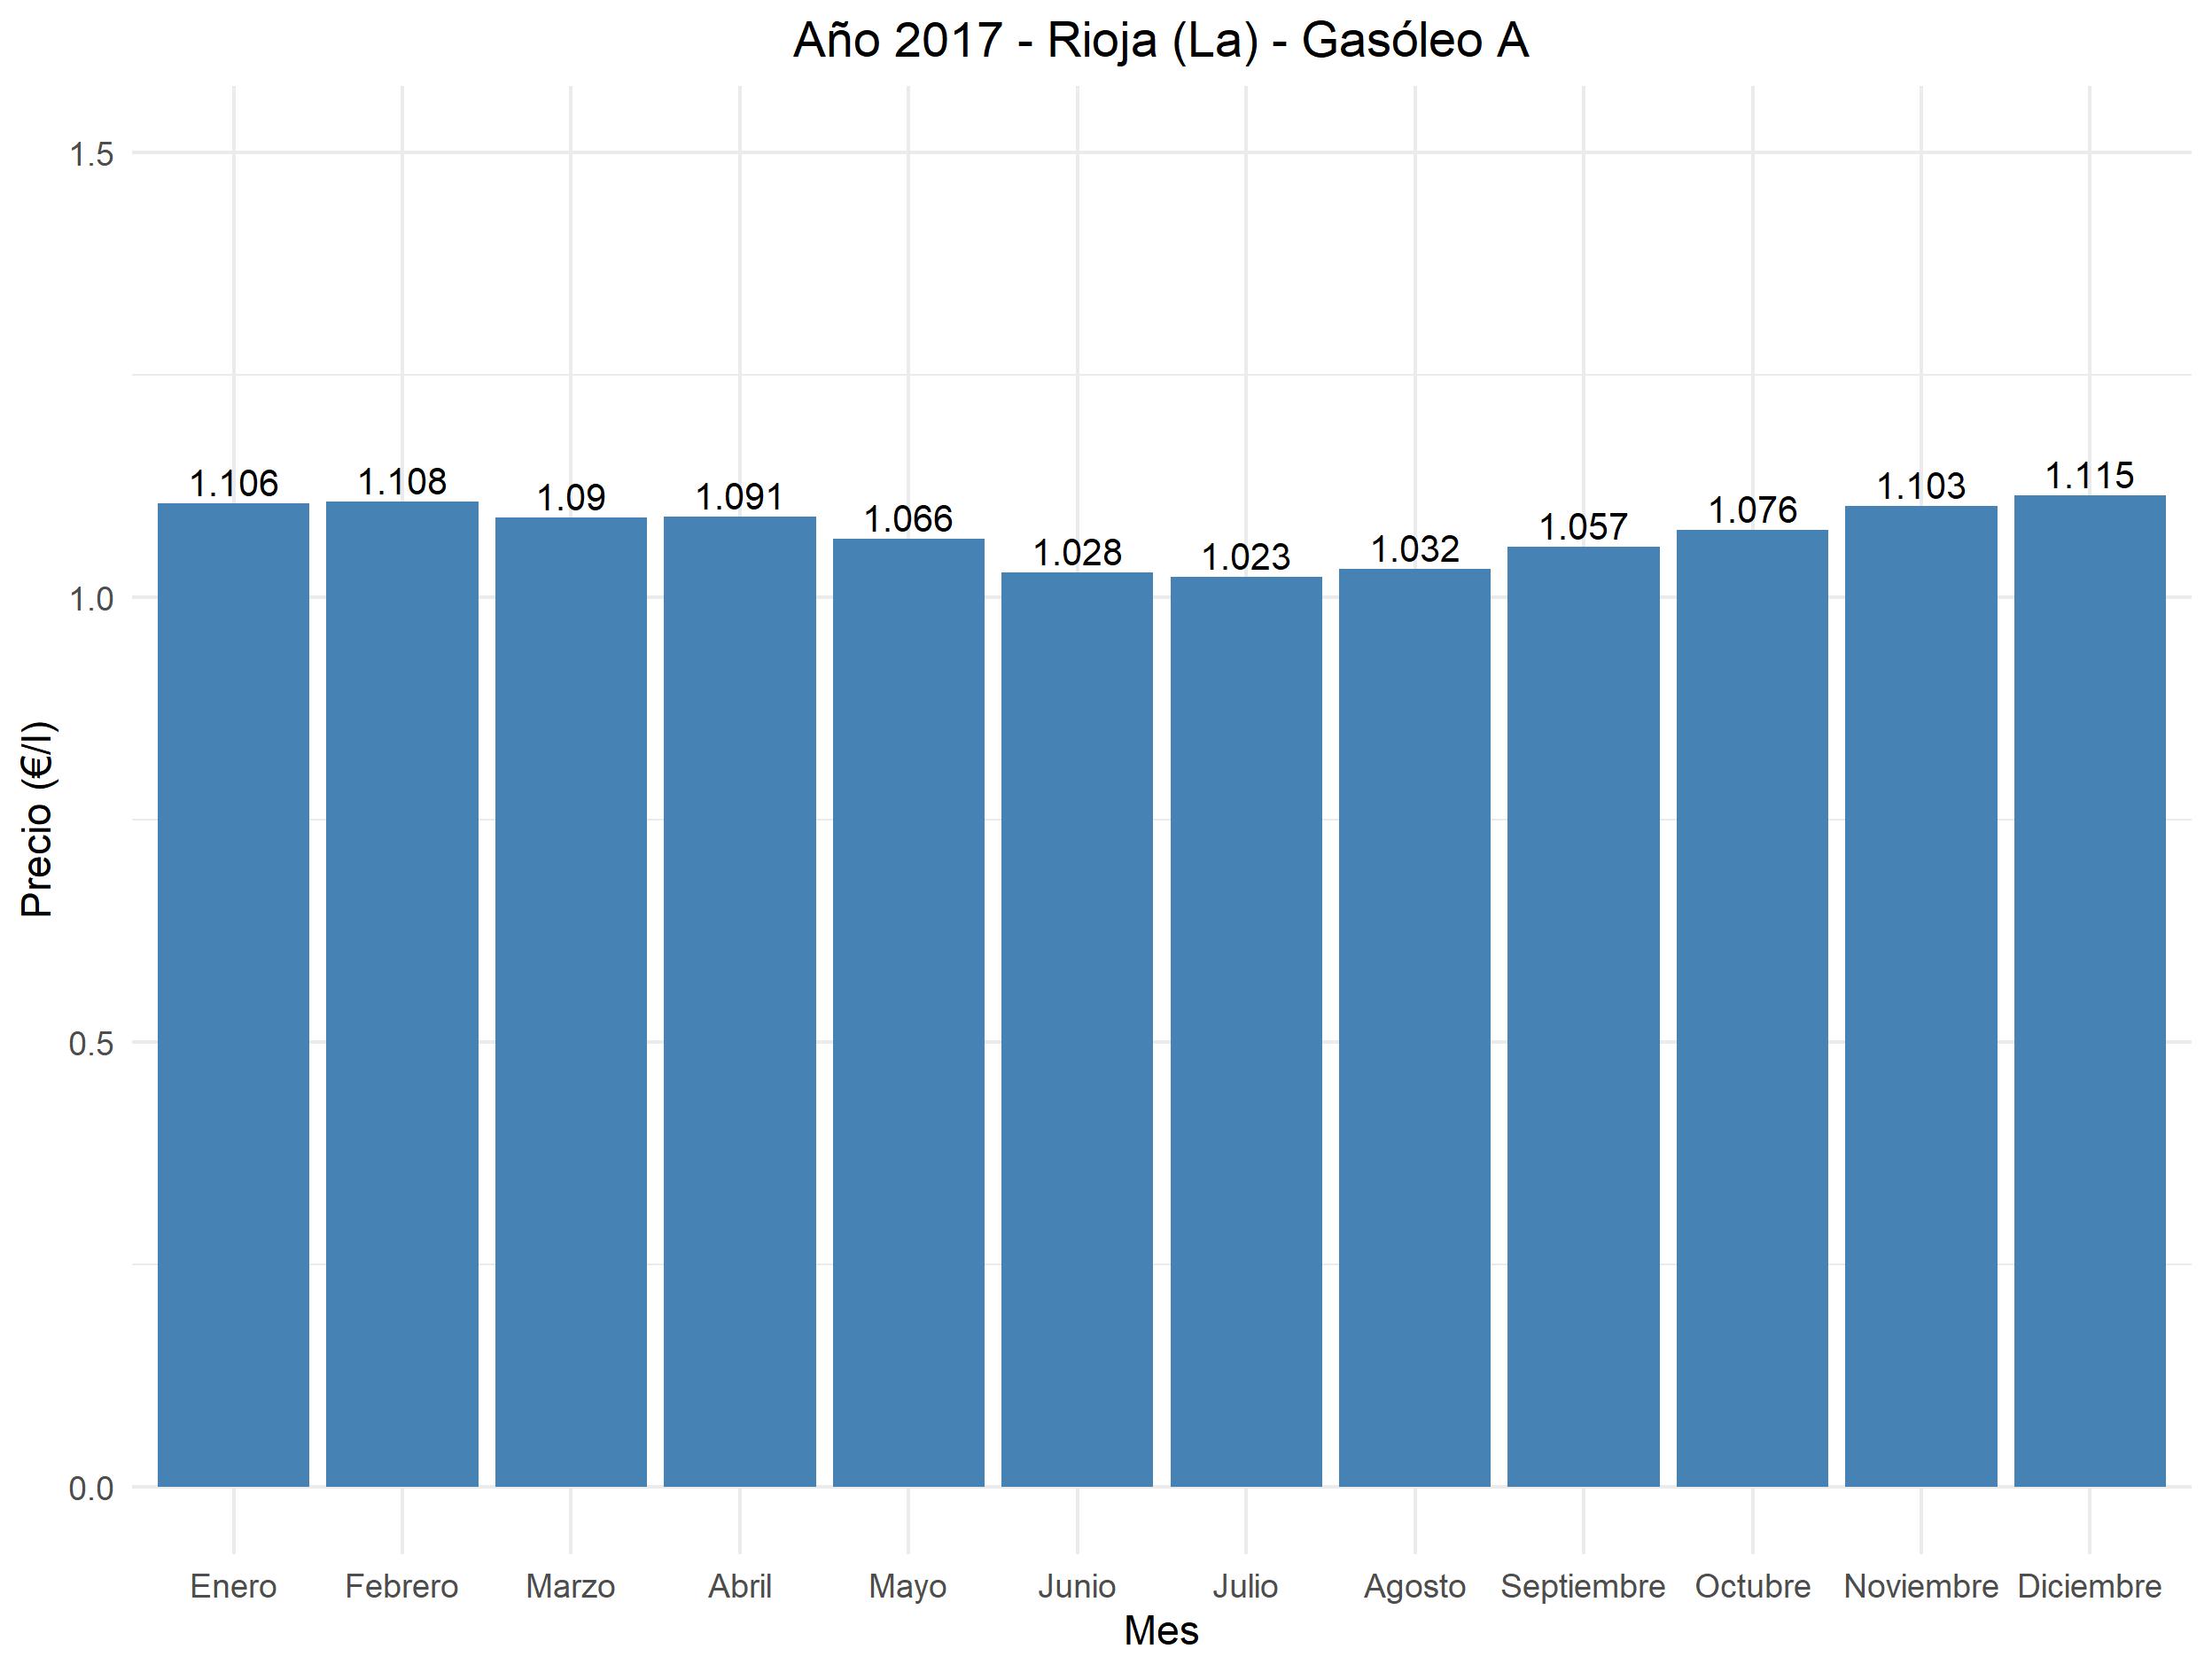 Año 2017 - Rioja (La) - Gasóleo A
1.5
1.0
0.5
0.0
Precio (€/l)
1.106
1.108
1.09
1.091
1.066
1.028
1.023
1.032
1.057
1.076
1.103
1.115
Enero
Febrero
Marzo
Abril
Mayo
Junio
Julio
Agosto
Septiembre
Octubre
Noviembre
Diciembre
Mes